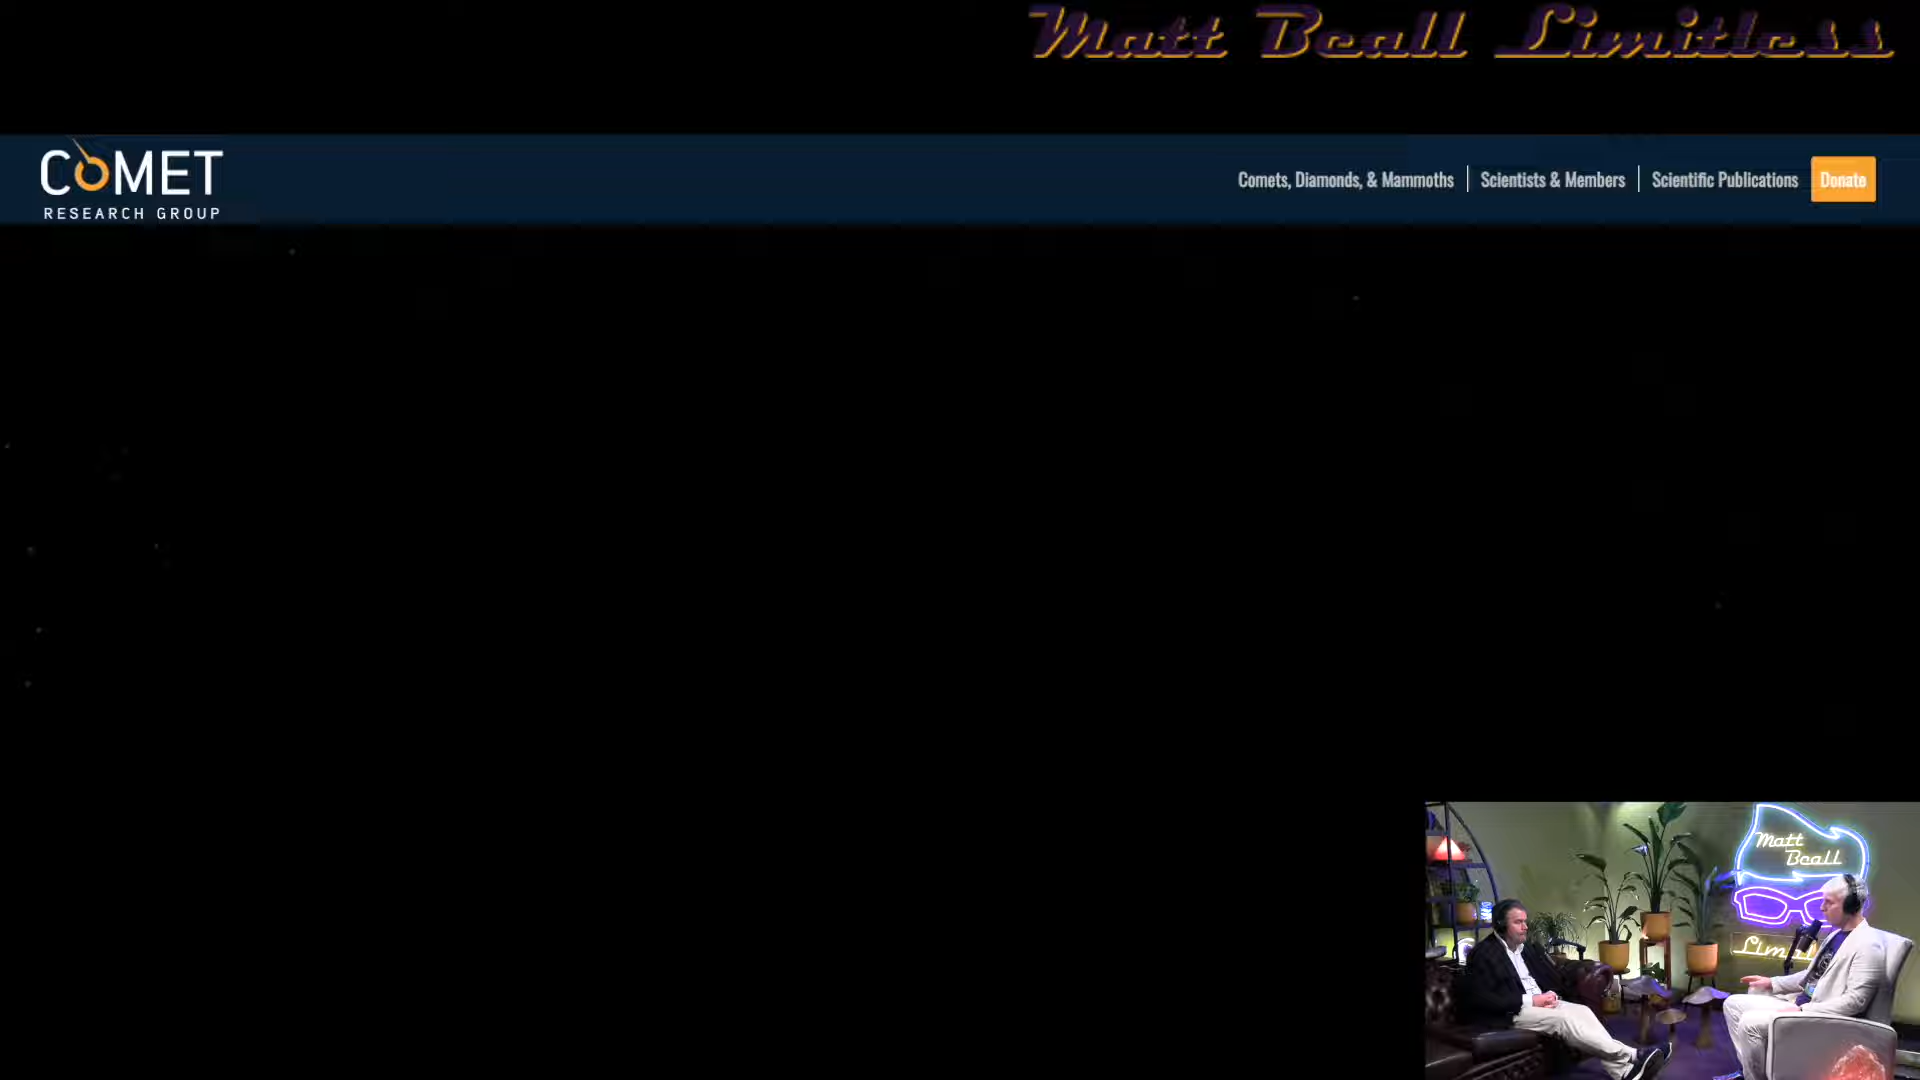 Matt Beall Limitless
COMET
RESEARCH GROUP
Comets, Diamonds, & Mammoths
Scientists & Members
Scientific Publications
Donate
Matt
Beall